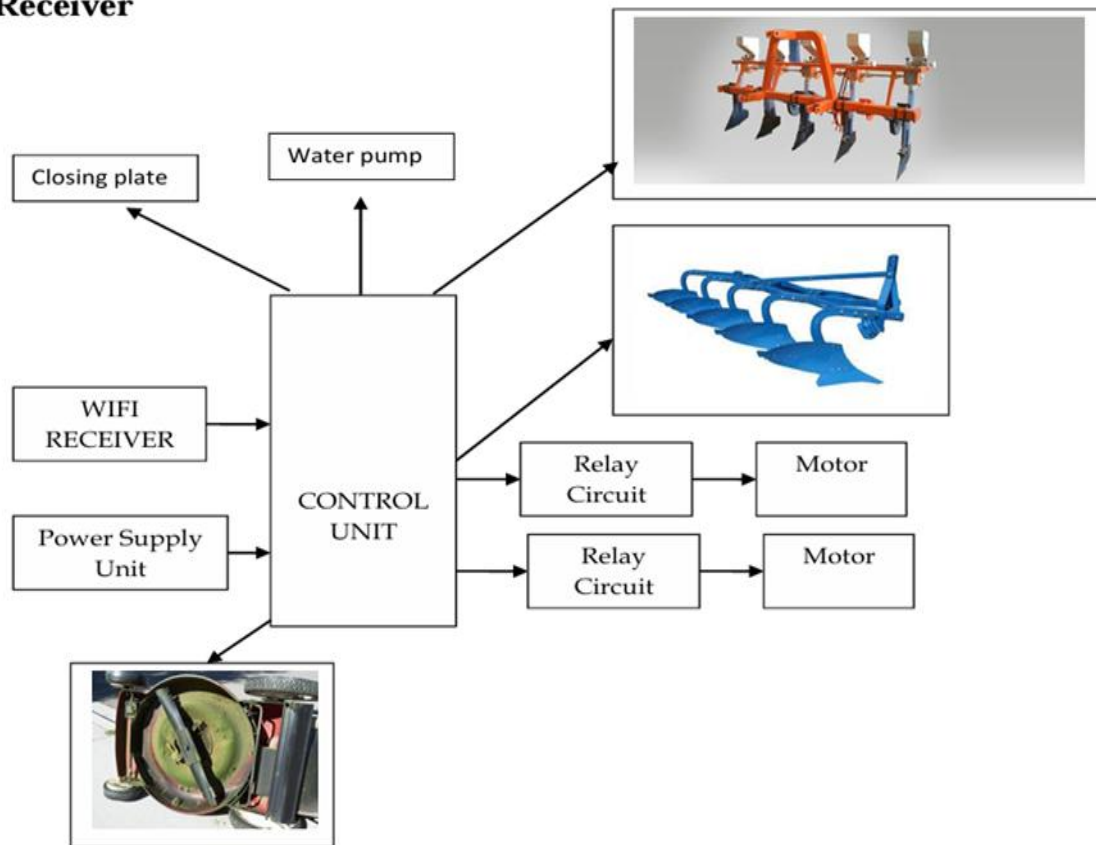 Receiver
Water pump
Closing plate
WIFI
RECEIVER
CONTROL
UNIT
Relay
Circuit
Motor
Power Supply
Unit
Relay
Circuit
Motor